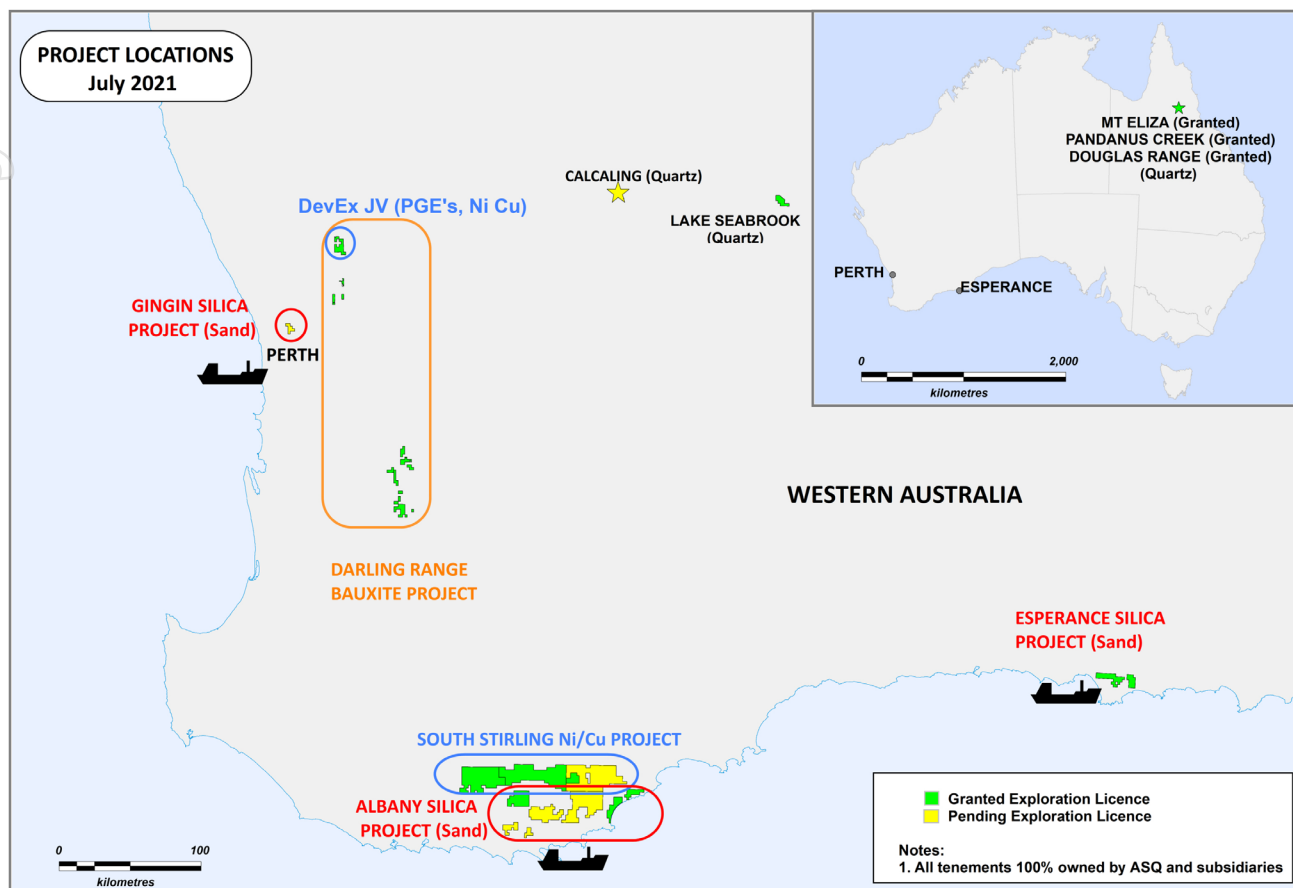 PROJECT LOCATIONS
July 2021
MT ELIZA (Granted)
PANDANUS CREEK (Granted)
DOUGLAS RANGE (Granted)
(Quartz)
PERTH
ESPERANCE
0 2,000
kilometres
CALCALING (Quartz)
LAKE SEABROOK
(Quartz)
DevEx JV (PGE's, Ni Cu)
GINGIN SILICA
PROJECT (Sand)
PERTH
WESTERN AUSTRALIA
DARLING RANGE
BAUXITE PROJECT
ESPERANCE SILICA
PROJECT (Sand)
SOUTH STIRLING Ni/Cu PROJECT
ALBANY SILICA
PROJECT (Sand)
0 100
kilometres
Granted Exploration Licence
Pending Exploration Licence
Notes:
1. All tenements 100% owned by ASQ and subsidiaries